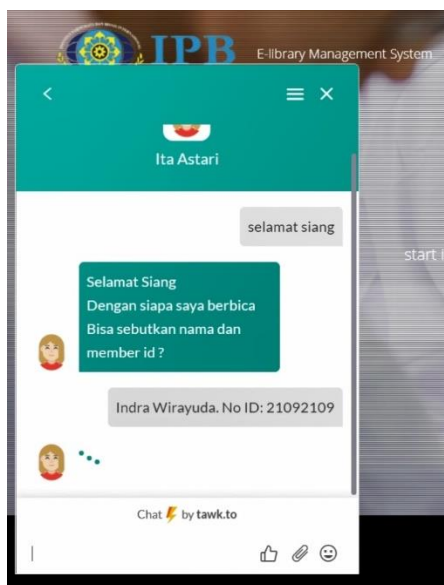 IPB
E-library Management System
Ita Astari
selamat siang
start i
Selamat Siang
Dengan siapa saya berbica
Bisa sebutkan nama dan
member id ?
Indra Wirayuda. No ID: 21092109
Chat by tawk.to